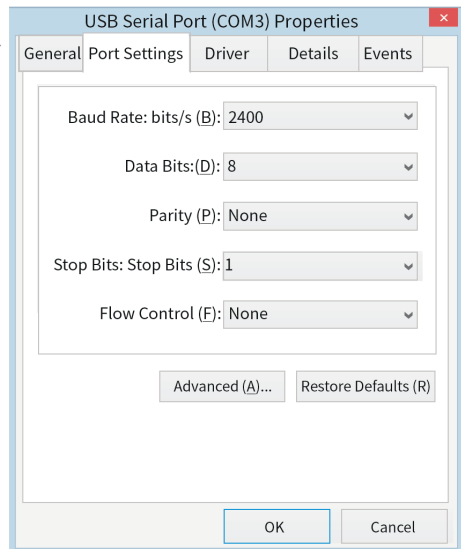 USB Serial Port (COM3) Properties
General Port Settings Driver Details Events
Baud Rate: bits/s (B): 2400
Data Bits:(D): 8
Parity (P): None
Stop Bits: Stop Bits (S): 1
Flow Control (F): None
Advanced (A)... Restore Defaults (R)
OK Cancel